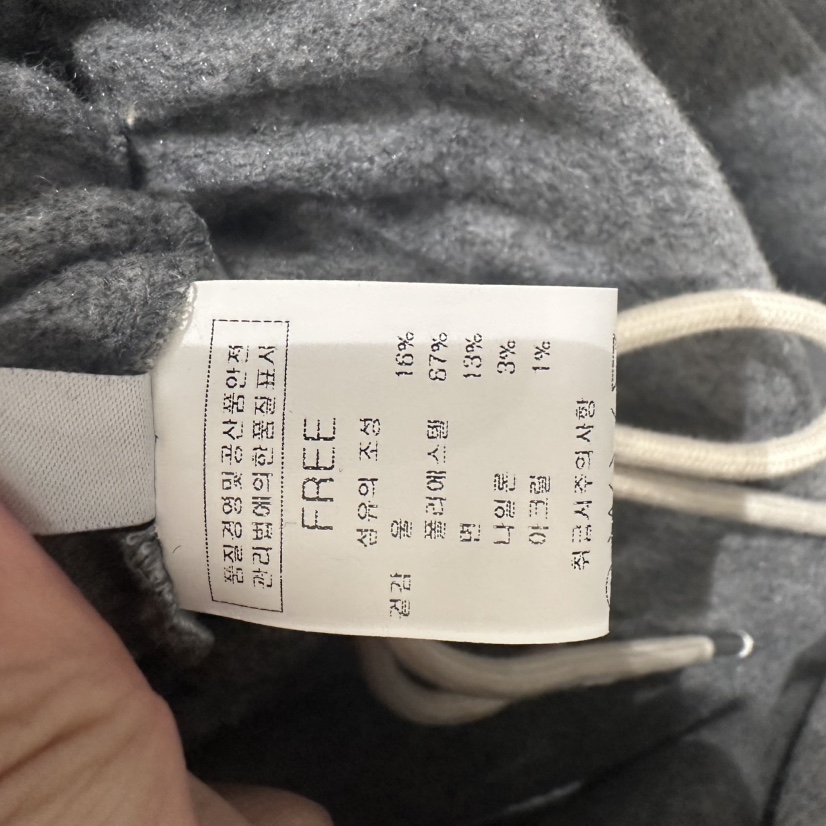 품질경영및공산품안전
관리법에의한품질표시
FREE
섬유의 조성
겉감 울 16%
폴리에스텔 67%
면 13%
나일론 3%
아크릴 1%
취급시주의사항